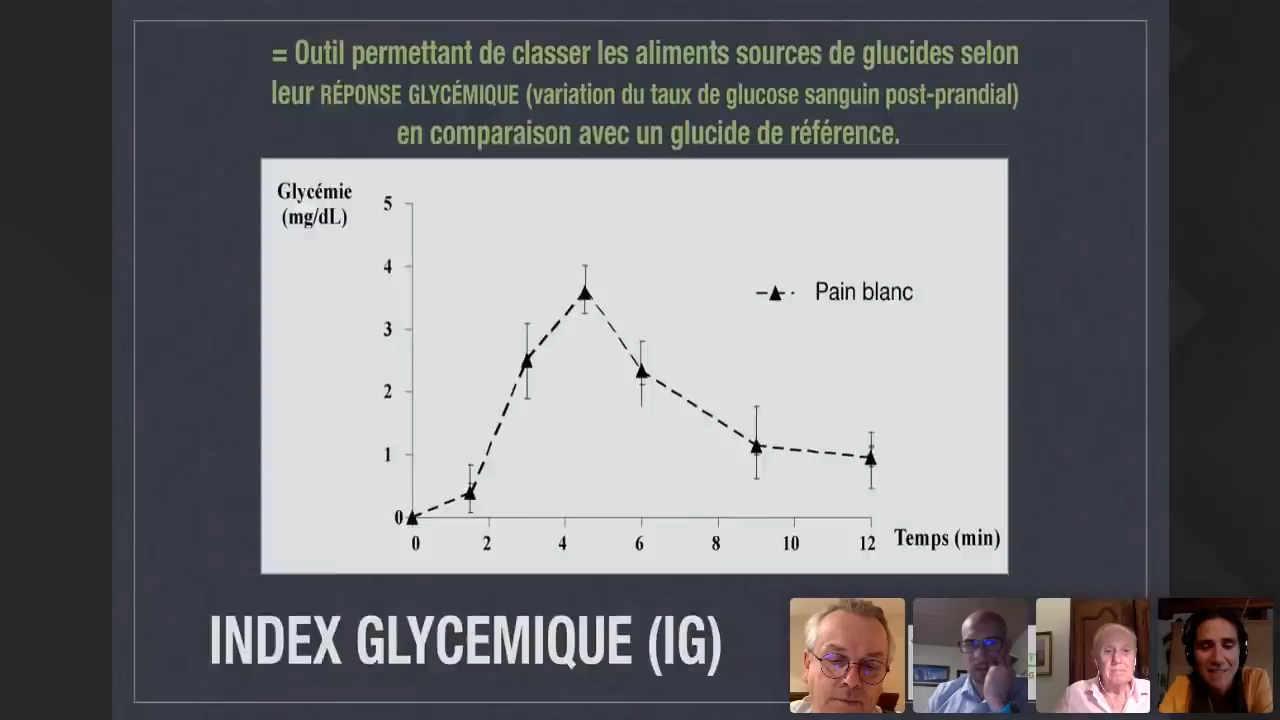 = Outil permettant de classer les aliments sources de glucides selon
leur RÉPONSE GLYCÉMIQUE (variation du taux de glucose sanguin post-prandial)
en comparaison avec un glucide de référence.
Glycémie
(mg/dL)
5
4
3
2
1
0
Pain blanc
0 2 4 6 8 10 12
Temps (min)
INDEX GLYCEMIQUE (IG)